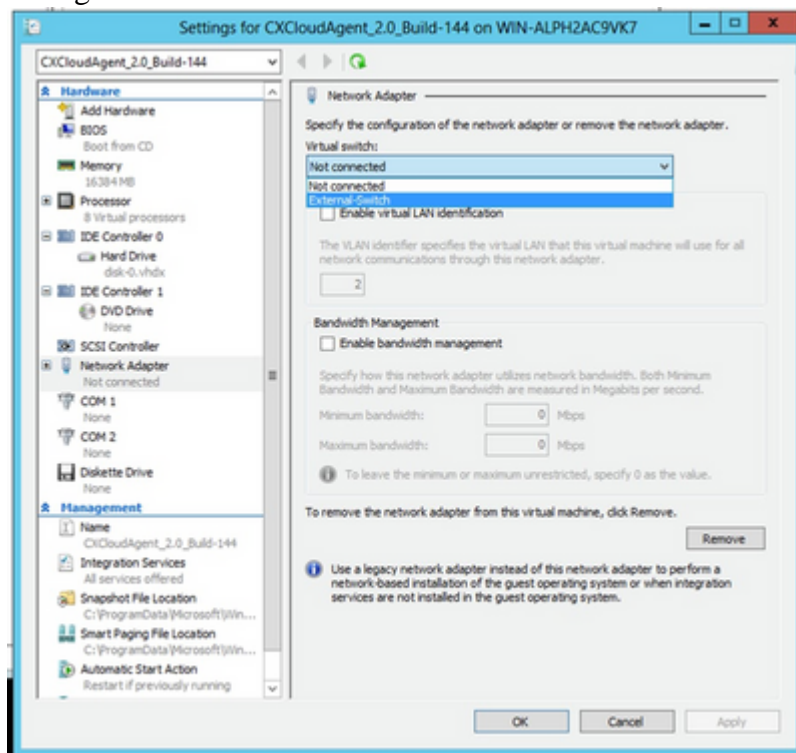 Settings for CXCloudAgent_2.0_Build-144 on WIN-ALPH2AC9VK7
CXCloudAgent_2.0_Build-144
Hardware
Add Hardware
BIOS
Boot from CD
Memory
16384 MB
Processor
8 Virtual processors
IDE Controller 0
Hard Drive
disk-0.vhdx
IDE Controller 1
DVD Drive
None
SCSI Controller
Network Adapter
Not connected
COM 1
None
COM 2
None
Diskette Drive
None
Management
Name
CXCloudAgent_2.0_Build-144
Integration Services
All services offered
Snapshot File Location
C:\ProgramData\Microsoft\Win...
Smart Paging File Location
C:\ProgramData\Microsoft\Win...
Automatic Start Action
Restart if previously running
Network Adapter
Specify the configuration of the network adapter or remove the network adapter.
Virtual switch:
Not connected
Not connected
External-Switch
Enable virtual LAN identification
The VLAN identifier specifies the virtual LAN that this virtual machine will use for all
network communications through this network adapter.
2
Bandwidth Management
Enable bandwidth management
Specify how this network adapter utilizes network bandwidth. Both Minimum
Bandwidth and Maximum Bandwidth are measured in Megabits per second.
Minimum bandwidth: 0 Mbps
Maximum bandwidth: 0 Mbps
To leave the minimum or maximum unrestricted, specify 0 as the value.
To remove the network adapter from this virtual machine, click Remove.
Remove
Use a legacy network adapter instead of this network adapter to perform a
network-based installation of the guest operating system or when integration
services are not installed in the guest operating system.
OK Cancel Apply